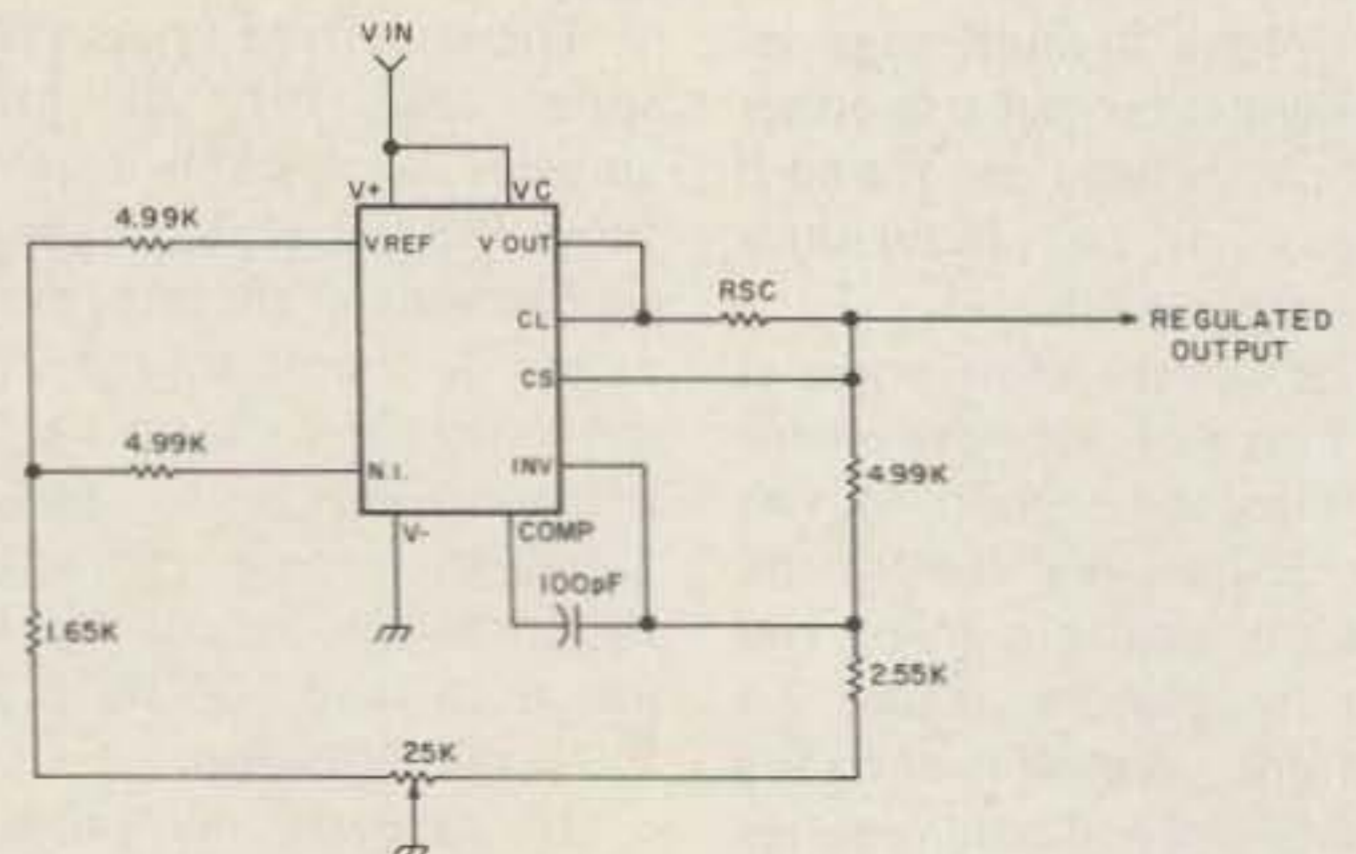 VIN
V+
VC
4.99K
VREF
V OUT
RSC
CL
REGULATED
OUTPUT
CS
4.99K
N.I.
INV
4.99K
V-
COMP
100pF
1.65K
2.55K
25K